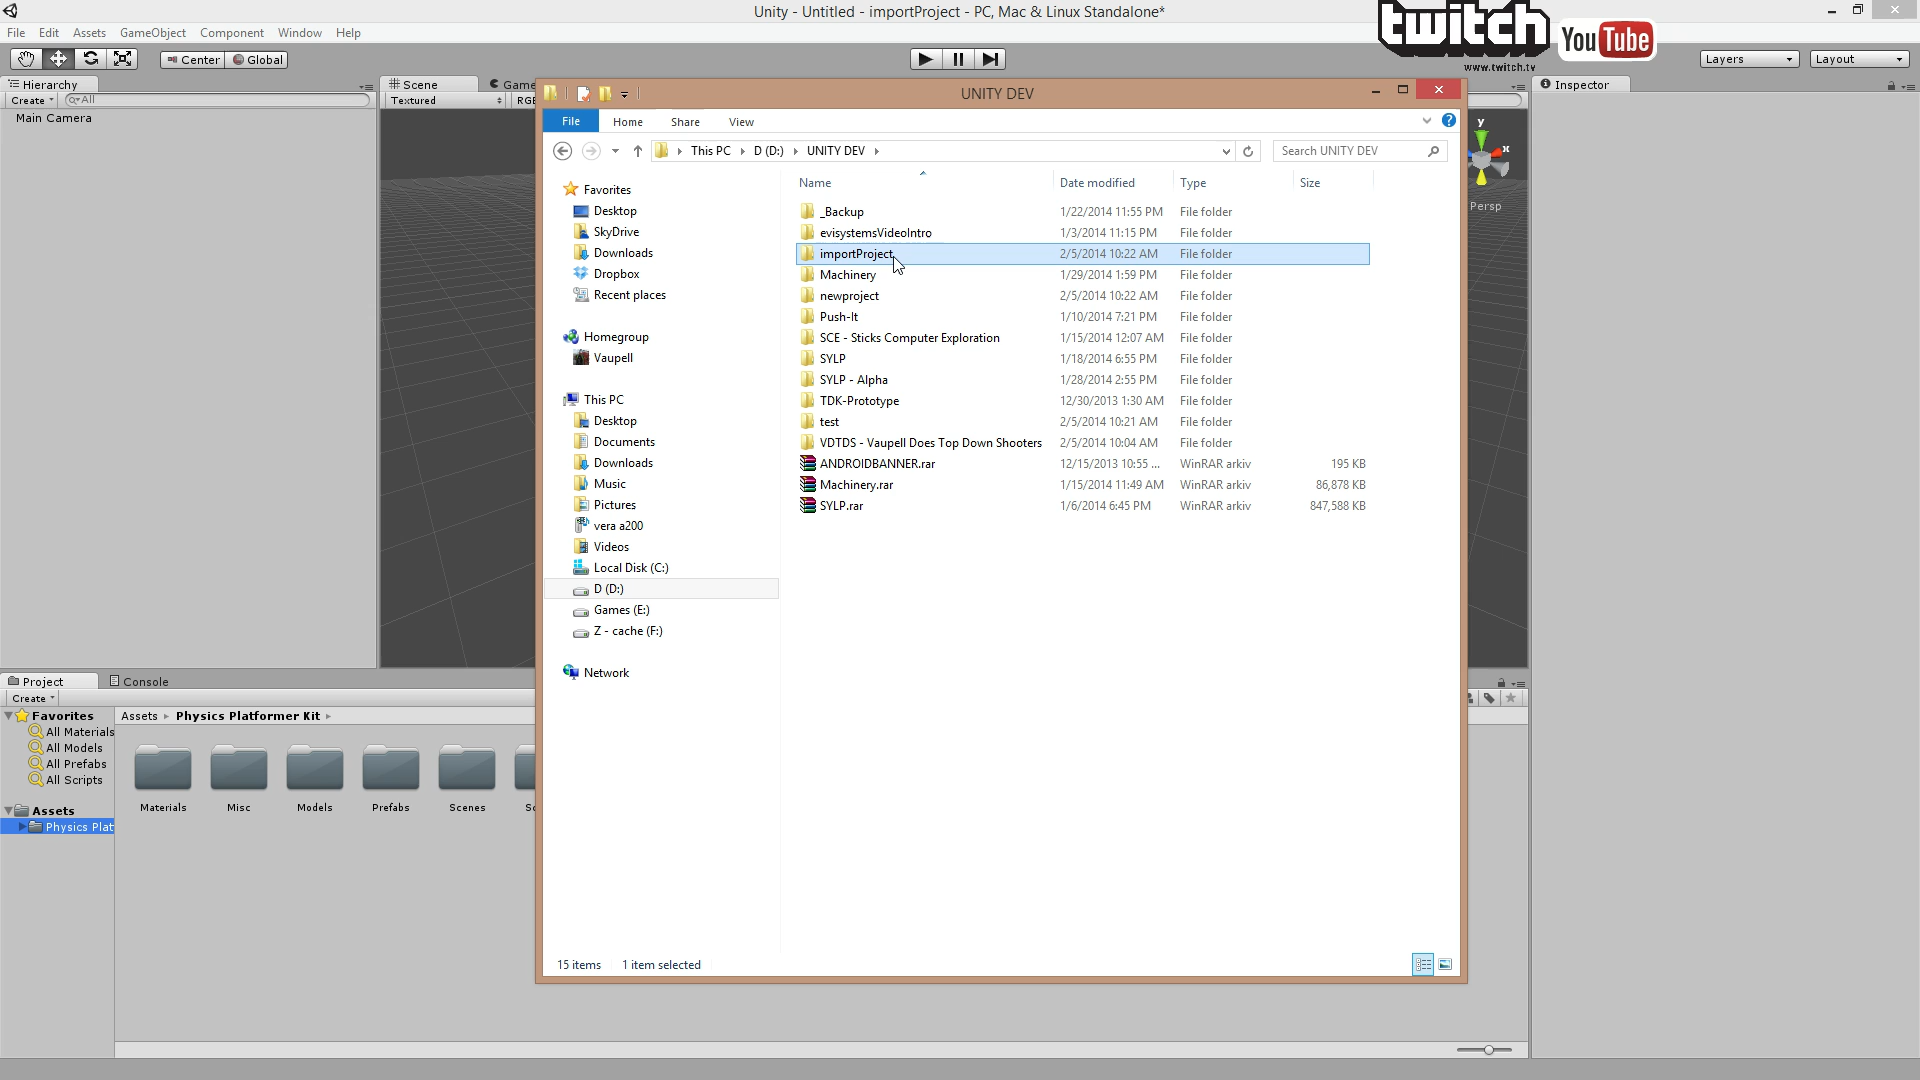 Unity - Untitled - importProject - PC, Mac & Linux Standalone*
twitch
www.twitch.tv
YouTube
File Edit Assets GameObject Component Window Help
Center Global
Layers Layout
Hierarchy
Create All
Main Camera
Scene Game
Textured RGB
Inspector
y
x
Persp
UNITY DEV
File Home Share View
This PC D (D:) UNITY DEV
Search UNITY DEV
Favorites
Desktop
SkyDrive
Downloads
Dropbox
Recent places
Homegroup
Vaupell
This PC
Desktop
Documents
Downloads
Music
Pictures
vera a200
Videos
Local Disk (C:)
D (D:)
Games (E:)
Z - cache (F:)
Network
Name Date modified Type Size
_Backup 1/22/2014 11:55 PM File folder
evisystemsVideoIntro 1/3/2014 11:15 PM File folder
importProject 2/5/2014 10:22 AM File folder
Machinery 1/29/2014 1:59 PM File folder
newproject 2/5/2014 10:22 AM File folder
Push-It 1/10/2014 7:21 PM File folder
SCE - Sticks Computer Exploration 1/15/2014 12:07 AM File folder
SYLP 1/18/2014 6:55 PM File folder
SYLP - Alpha 1/28/2014 2:55 PM File folder
TDK-Prototype 12/30/2013 1:30 AM File folder
test 2/5/2014 10:21 AM File folder
VDTDS - Vaupell Does Top Down Shooters 2/5/2014 10:04 AM File folder
ANDROIDBANNER.rar 12/15/2013 10:55 ... WinRAR arkiv 195 KB
Machinery.rar 1/15/2014 11:49 AM WinRAR arkiv 86,878 KB
SYLP.rar 1/6/2014 6:45 PM WinRAR arkiv 847,588 KB
15 items 1 item selected
Project Console
Create
Favorites
All Materials
All Models
All Prefabs
All Scripts
Assets
Physics Plat
Assets Physics Platformer Kit
Materials Misc Models Prefabs Scenes